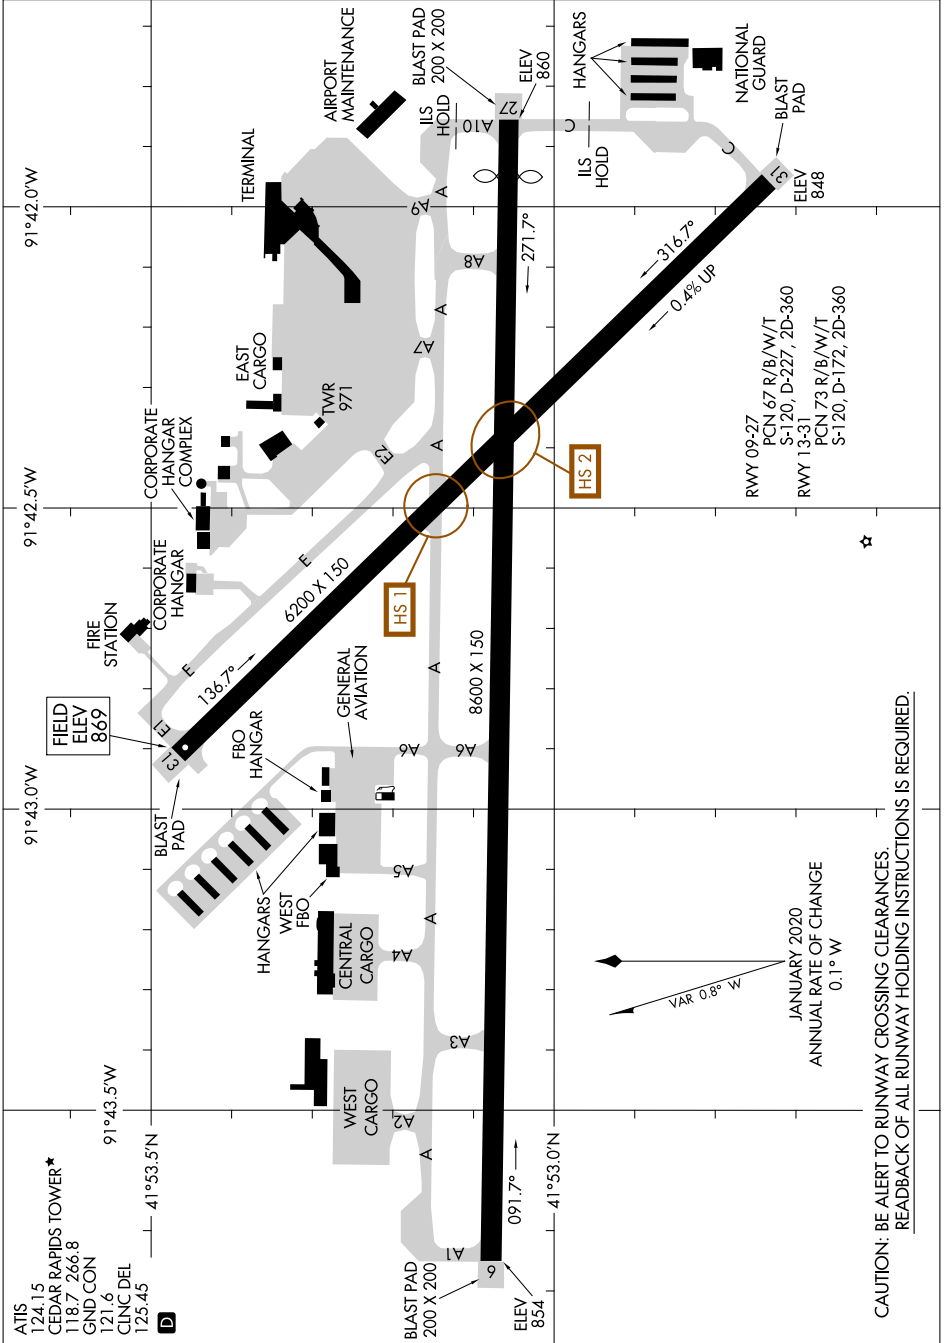 ATIS
124.15
CEDAR RAPIDS TOWER★
118.7 266.8
GND CON
121.6
CLNC DEL
125.45
D
91°43.5'W
91°43.0'W
91°42.5'W
91°42.0'W
41°53.5'N
41°53.0'N
FIELD
ELEV
869
FIRE
STATION
CORPORATE
HANGAR
CORPORATE
HANGAR
COMPLEX
EAST
CARGO
TWR
971
TERMINAL
AIRPORT
MAINTENANCE
BLAST
PAD
13
E1
E
E
E2
136.7°
6200 X 150
HANGARS
WEST
FBO
FBO
HANGAR
GENERAL
AVIATION
CENTRAL
CARGO
WEST
CARGO
A1
A
A2
A3
A4
A
A5
A6
A6
A
A
A7
A
A8
A9
A
A10
ILS
HOLD
BLAST PAD
200 X 200
27
ELEV
860
HS 1
HS 2
BLAST PAD
200 X 200
9
ELEV
854
091.7°
8600 X 150
271.7°
C
ILS
HOLD
C
HANGARS
NATIONAL
GUARD
BLAST
PAD
31
ELEV
848
316.7°
0.4% UP
RWY 09-27
PCN 67 R/B/W/T
S-120, D-227, 2D-360
RWY 13-31
PCN 73 R/B/W/T
S-120, D-172, 2D-360
VAR 0.8° W
JANUARY 2020
ANNUAL RATE OF CHANGE
0.1° W
CAUTION: BE ALERT TO RUNWAY CROSSING CLEARANCES.
READBACK OF ALL RUNWAY HOLDING INSTRUCTIONS IS REQUIRED.